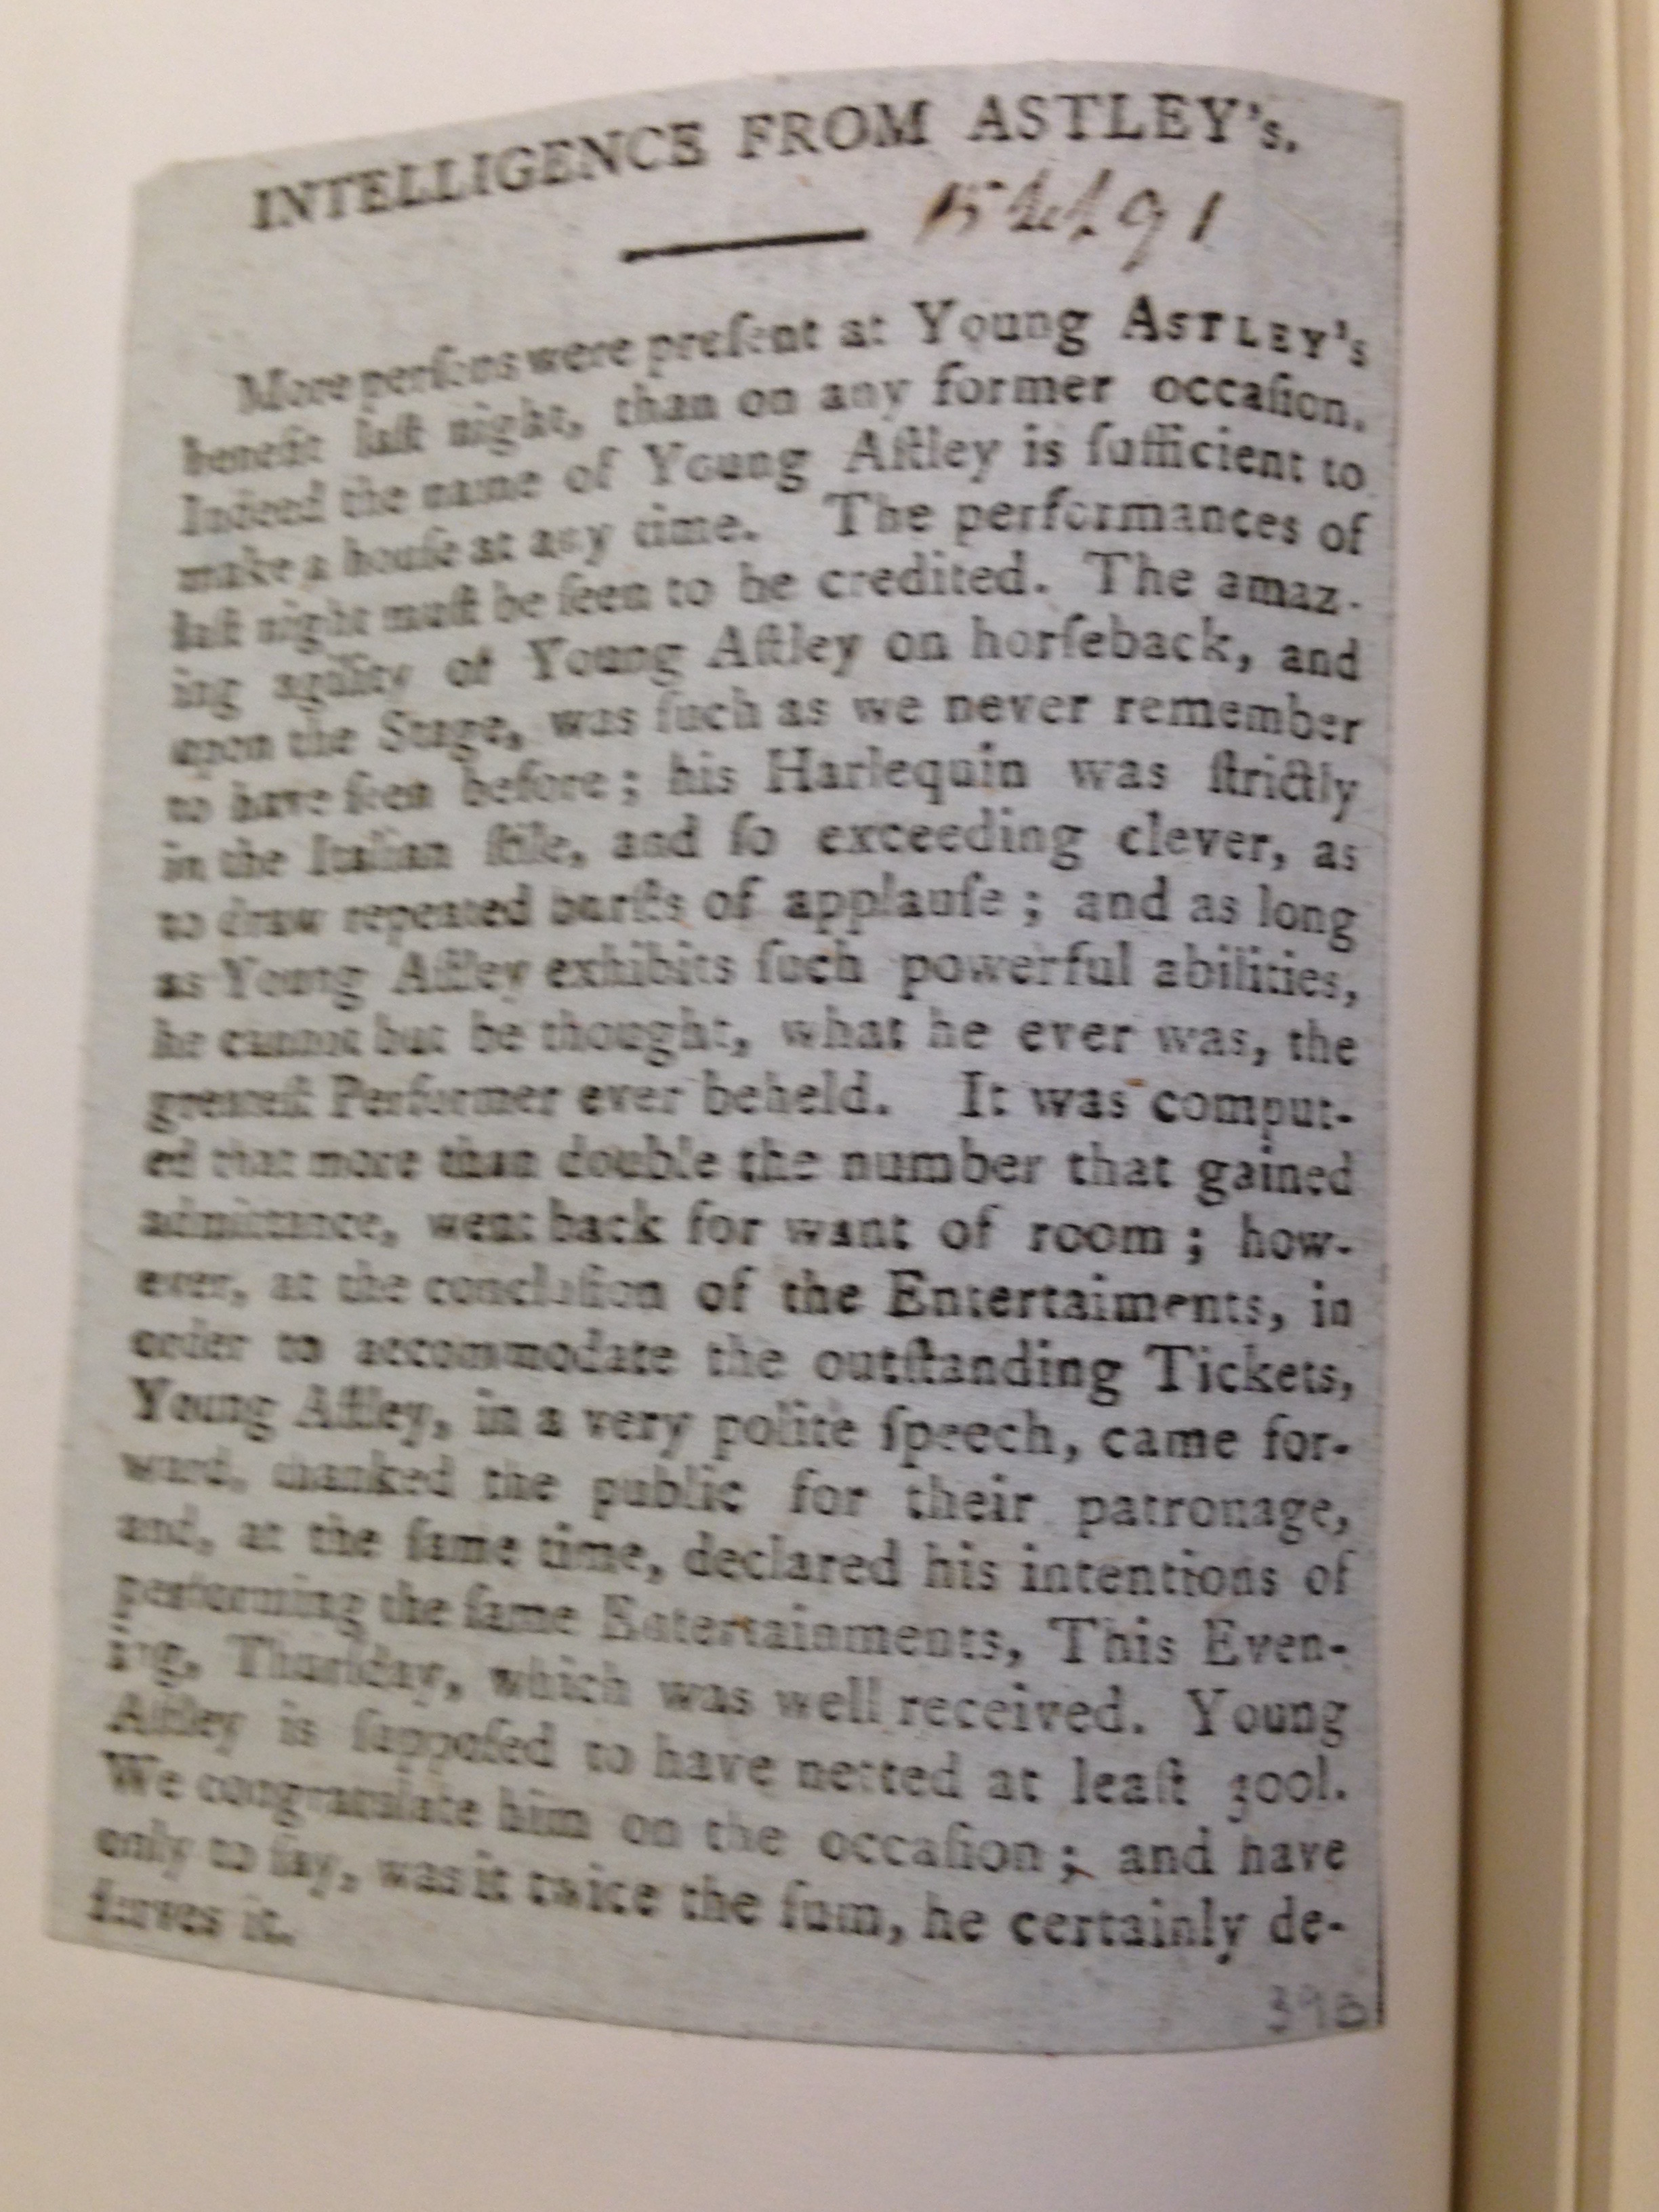 INTELLIGENCE FROM ASTLEY's.
15 91
More perſons were preſent at Young ASTLEY's
benefit laſt night, than on any former occaſion.
Indeed the name of Young Aſtley is ſufficient to
make a houſe at any time. The performances of
laſt night muſt be ſeen to be credited. The amaz-
ing agility of Young Aſtley on horſeback, and
upon the Stage, was ſuch as we never remember
to have ſeen before; his Harlequin was ſtrictly
in the Italian ſtile, and ſo exceeding clever, as
to draw repeated burſts of applauſe; and as long
as Young Aſtley exhibits ſuch powerful abilities,
he cannot but be thought, what he ever was, the
greateſt Performer ever beheld. It was comput-
ed that more than double the number that gained
admittance, went back for want of room; how-
ever, at the concluſion of the Entertaiments, in
order to accommodate the outſtanding Tickets,
Young Aſtley, in a very polite ſpeech, came for-
ward, thanked the public for their patronage,
and, at the ſame time, declared his intentions of
performing the ſame Entertainments, This Even-
ing, Thurſday, which was well received. Young
Aſtley is ſuppoſed to have netted at leaſt 300l.
We congratulate him on the occaſion; and have
only to ſay, was it twice the ſum, he certainly de-
ſerves it.
39B